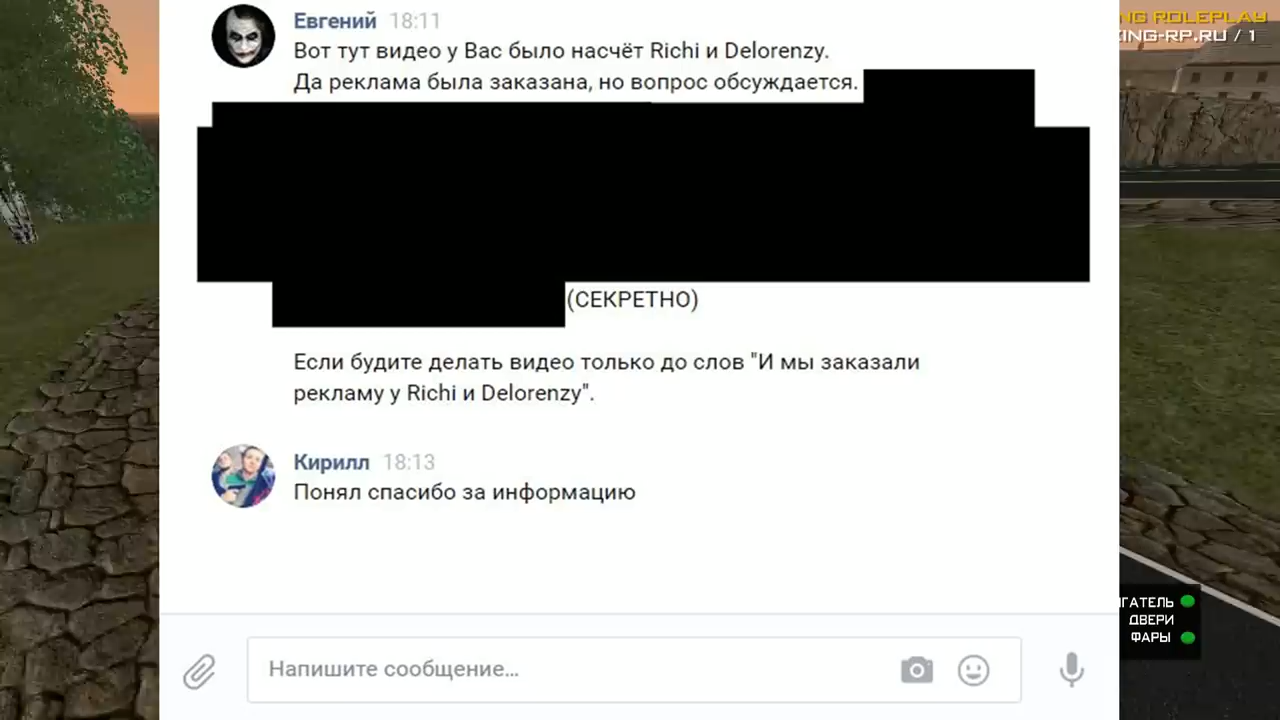 NG ROLEPLAY
KING-RP.RU / 1
Евгений 18:11
Вот тут видео у Вас было насчёт Richi и Delorenzy.
Да реклама была заказана, но вопрос обсуждается.
(СЕКРЕТНО)
Если будите делать видео только до слов "И мы заказали
рекламу у Richi и Delorenzy".
Кирилл 18:13
Понял спасибо за информацию
ГАТЕЛЬ
ДВЕРИ
ФАРЫ
Напишите сообщение...